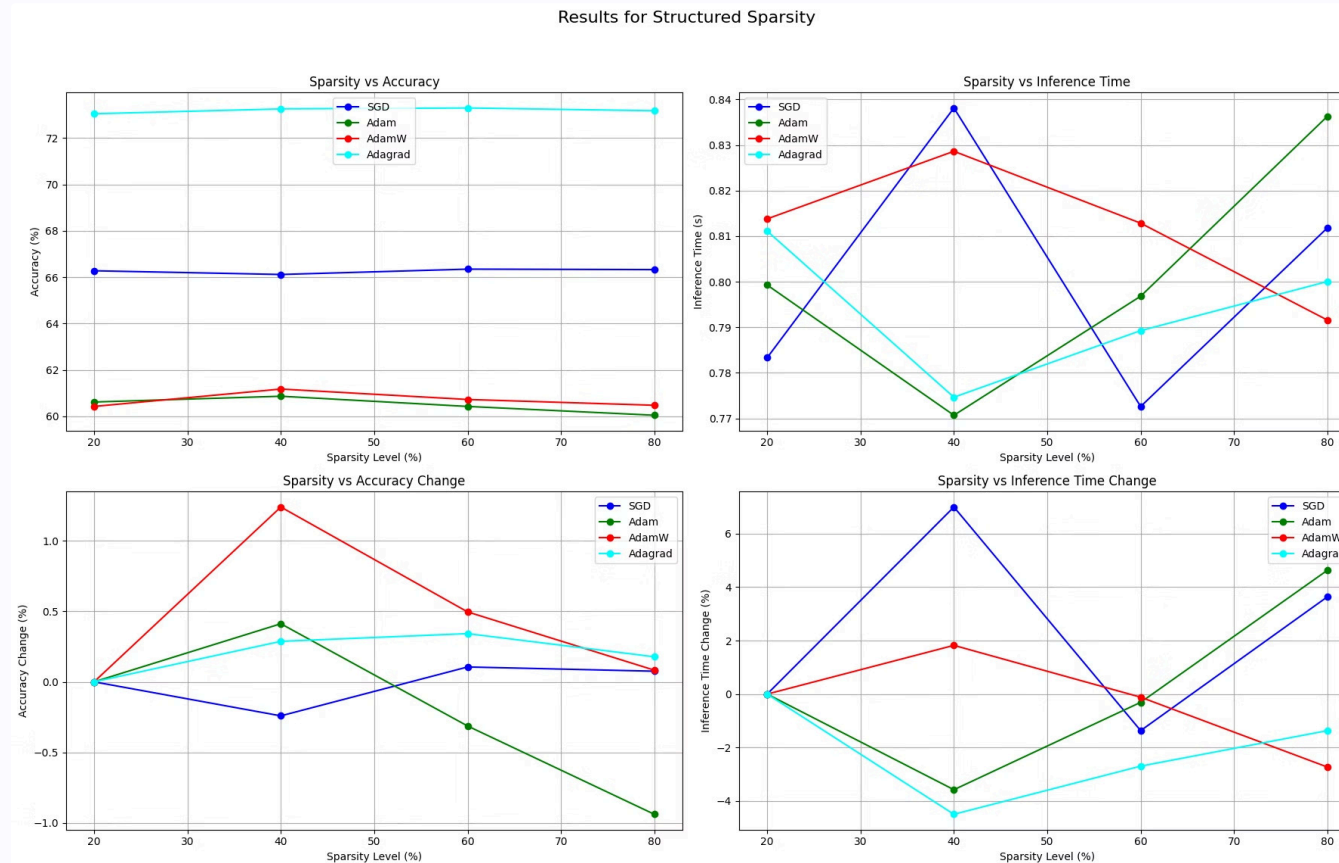 Results for Structured Sparsity
Sparsity vs Accuracy
SGD
Adam
AdamW
Adagrad
72
70
68
66
64
62
60
Accuracy (%)
20 30 40 50 60 70 80
Sparsity Level (%)
Sparsity vs Inference Time
SGD
Adam
AdamW
Adagrad
0.84
0.83
0.82
0.81
0.80
0.79
0.78
0.77
Inference Time (s)
20 30 40 50 60 70 80
Sparsity Level (%)
Sparsity vs Accuracy Change
SGD
Adam
AdamW
Adagrad
1.0
0.5
0.0
−0.5
−1.0
Accuracy Change (%)
20 30 40 50 60 70 80
Sparsity Level (%)
Sparsity vs Inference Time Change
SGD
Adam
AdamW
Adagrad
6
4
2
0
−2
−4
Inference Time Change (%)
20 30 40 50 60 70 80
Sparsity Level (%)